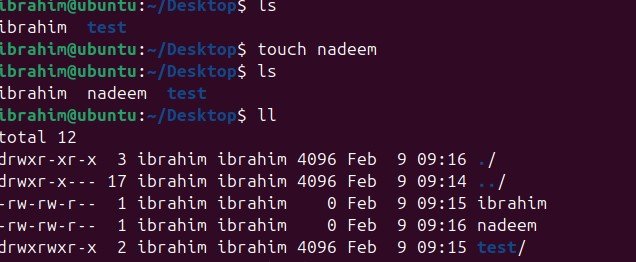 ibrahim@ubuntu:~/Desktop$ ls
ibrahim  test
ibrahim@ubuntu:~/Desktop$ touch nadeem
ibrahim@ubuntu:~/Desktop$ ls
ibrahim  nadeem  test
ibrahim@ubuntu:~/Desktop$ ll
total 12
drwxr-xr-x  3 ibrahim ibrahim 4096 Feb  9 09:16 ./
drwxr-x--- 17 ibrahim ibrahim 4096 Feb  9 09:14 ../
-rw-rw-r--  1 ibrahim ibrahim    0 Feb  9 09:15 ibrahim
-rw-rw-r--  1 ibrahim ibrahim    0 Feb  9 09:16 nadeem
drwxrwxr-x  2 ibrahim ibrahim 4096 Feb  9 09:15 test/